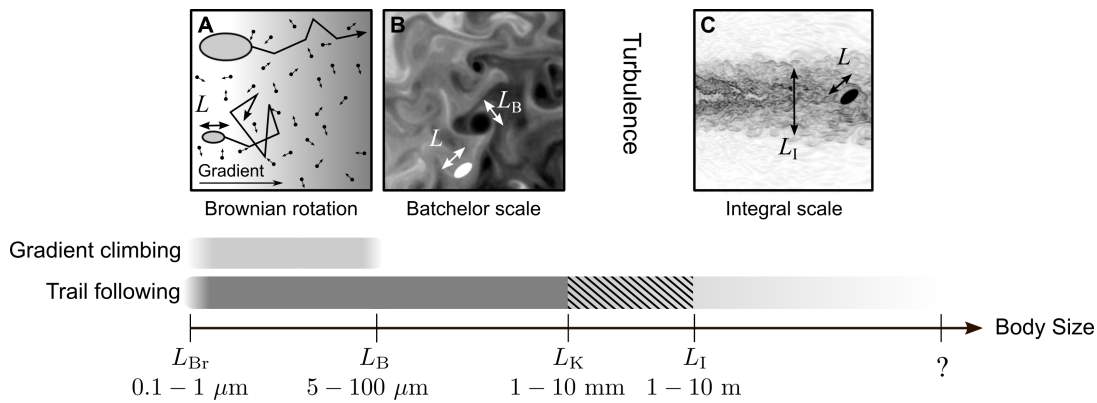 A
L
Gradient
Brownian rotation
B
L_B
L
Batchelor scale
Turbulence
C
L
L_I
Integral scale
Gradient climbing
Trail following
Body Size
L_Br
0.1 − 1 μm
L_B
5 − 100 μm
L_K
1 − 10 mm
L_I
1 − 10 m
?